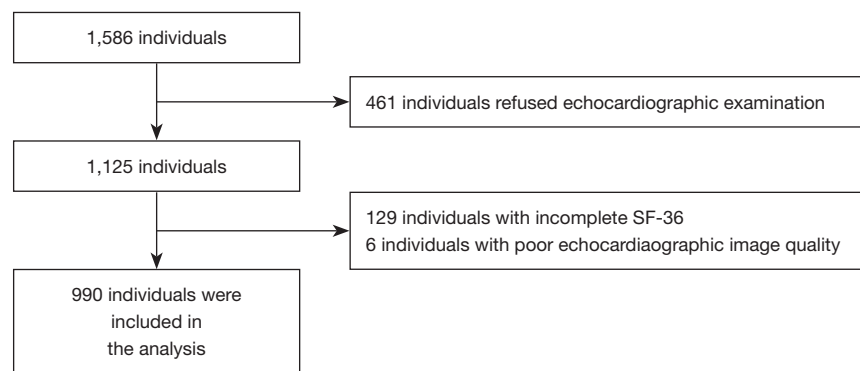 1,586 individuals
461 individuals refused echocardiographic examination
1,125 individuals
129 individuals with incomplete SF-36
6 individuals with poor echocardiaographic image quality
990 individuals were
included in
the analysis